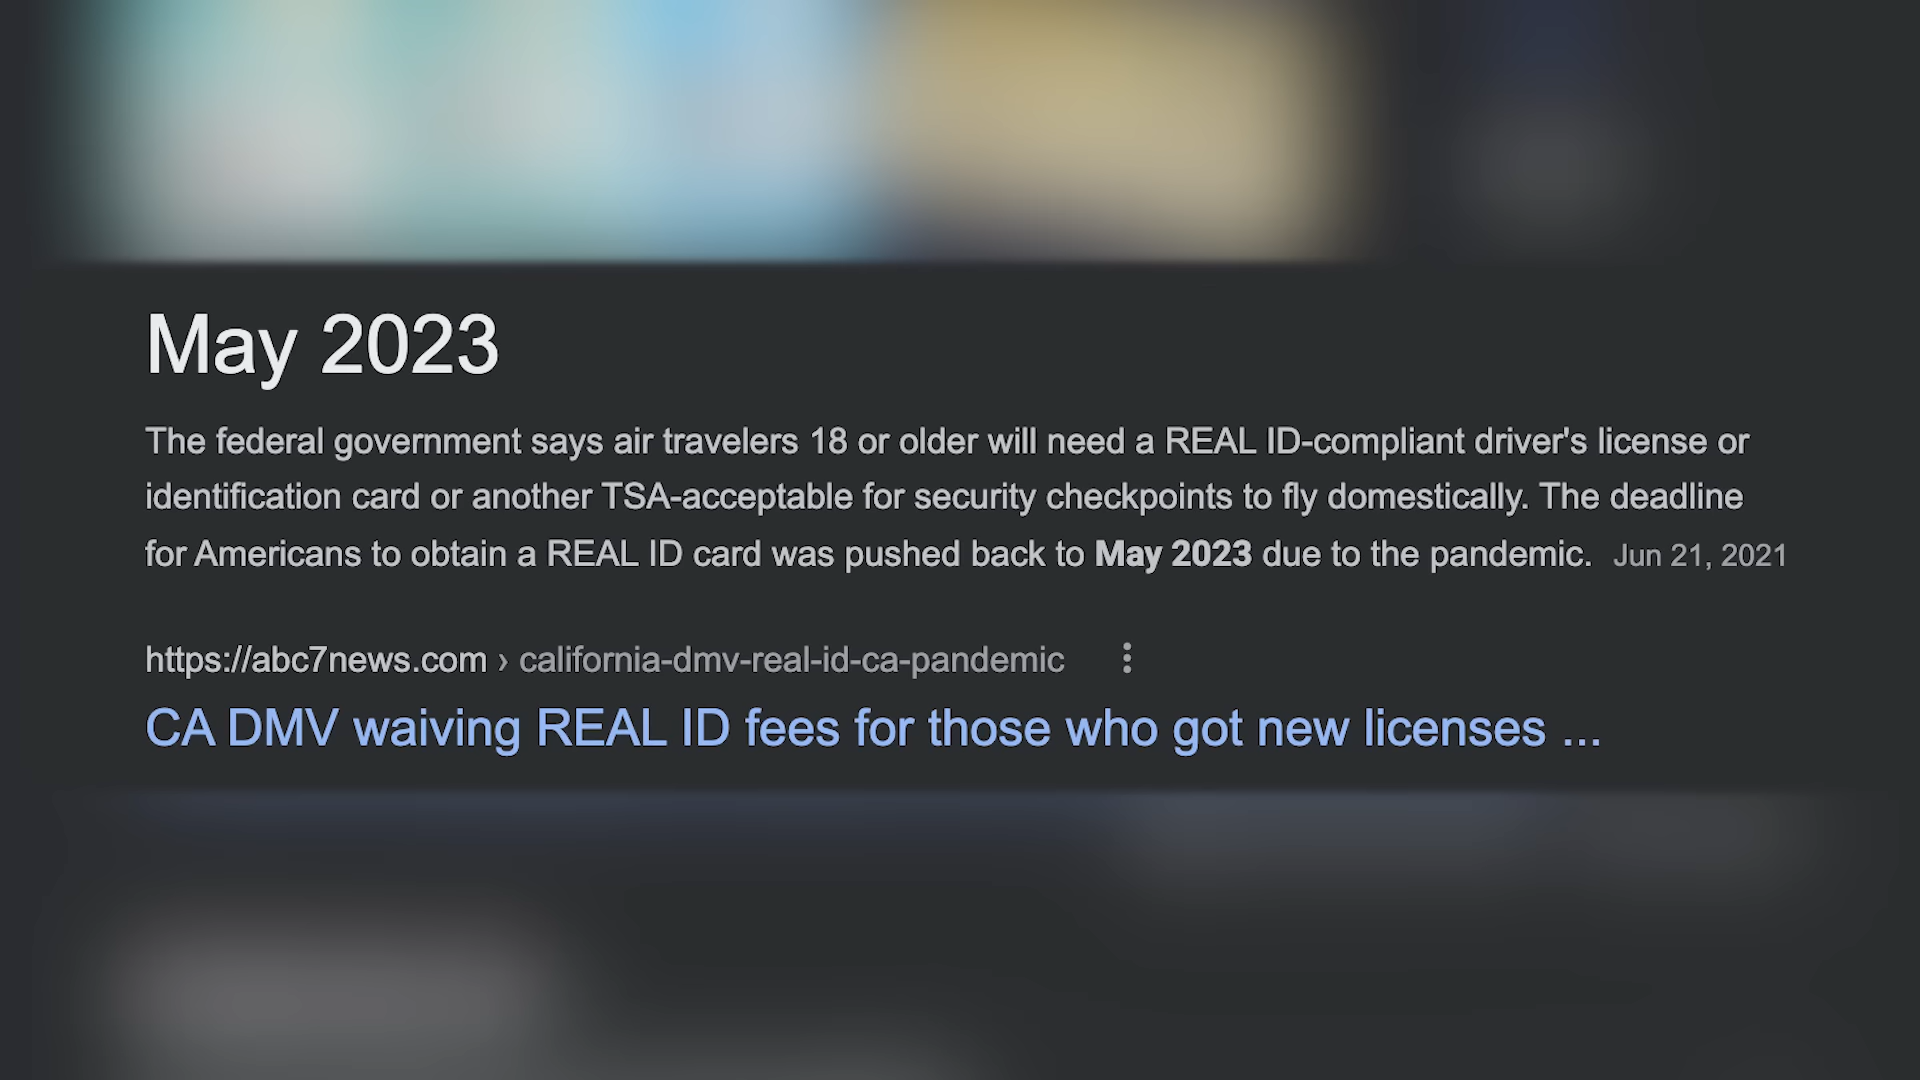 May 2023
The federal government says air travelers 18 or older will need a REAL ID-compliant driver's license or
identification card or another TSA-acceptable for security checkpoints to fly domestically. The deadline
for Americans to obtain a REAL ID card was pushed back to May 2023 due to the pandemic. Jun 21, 2021
https://abc7news.com › california-dmv-real-id-ca-pandemic
CA DMV waiving REAL ID fees for those who got new licenses ...